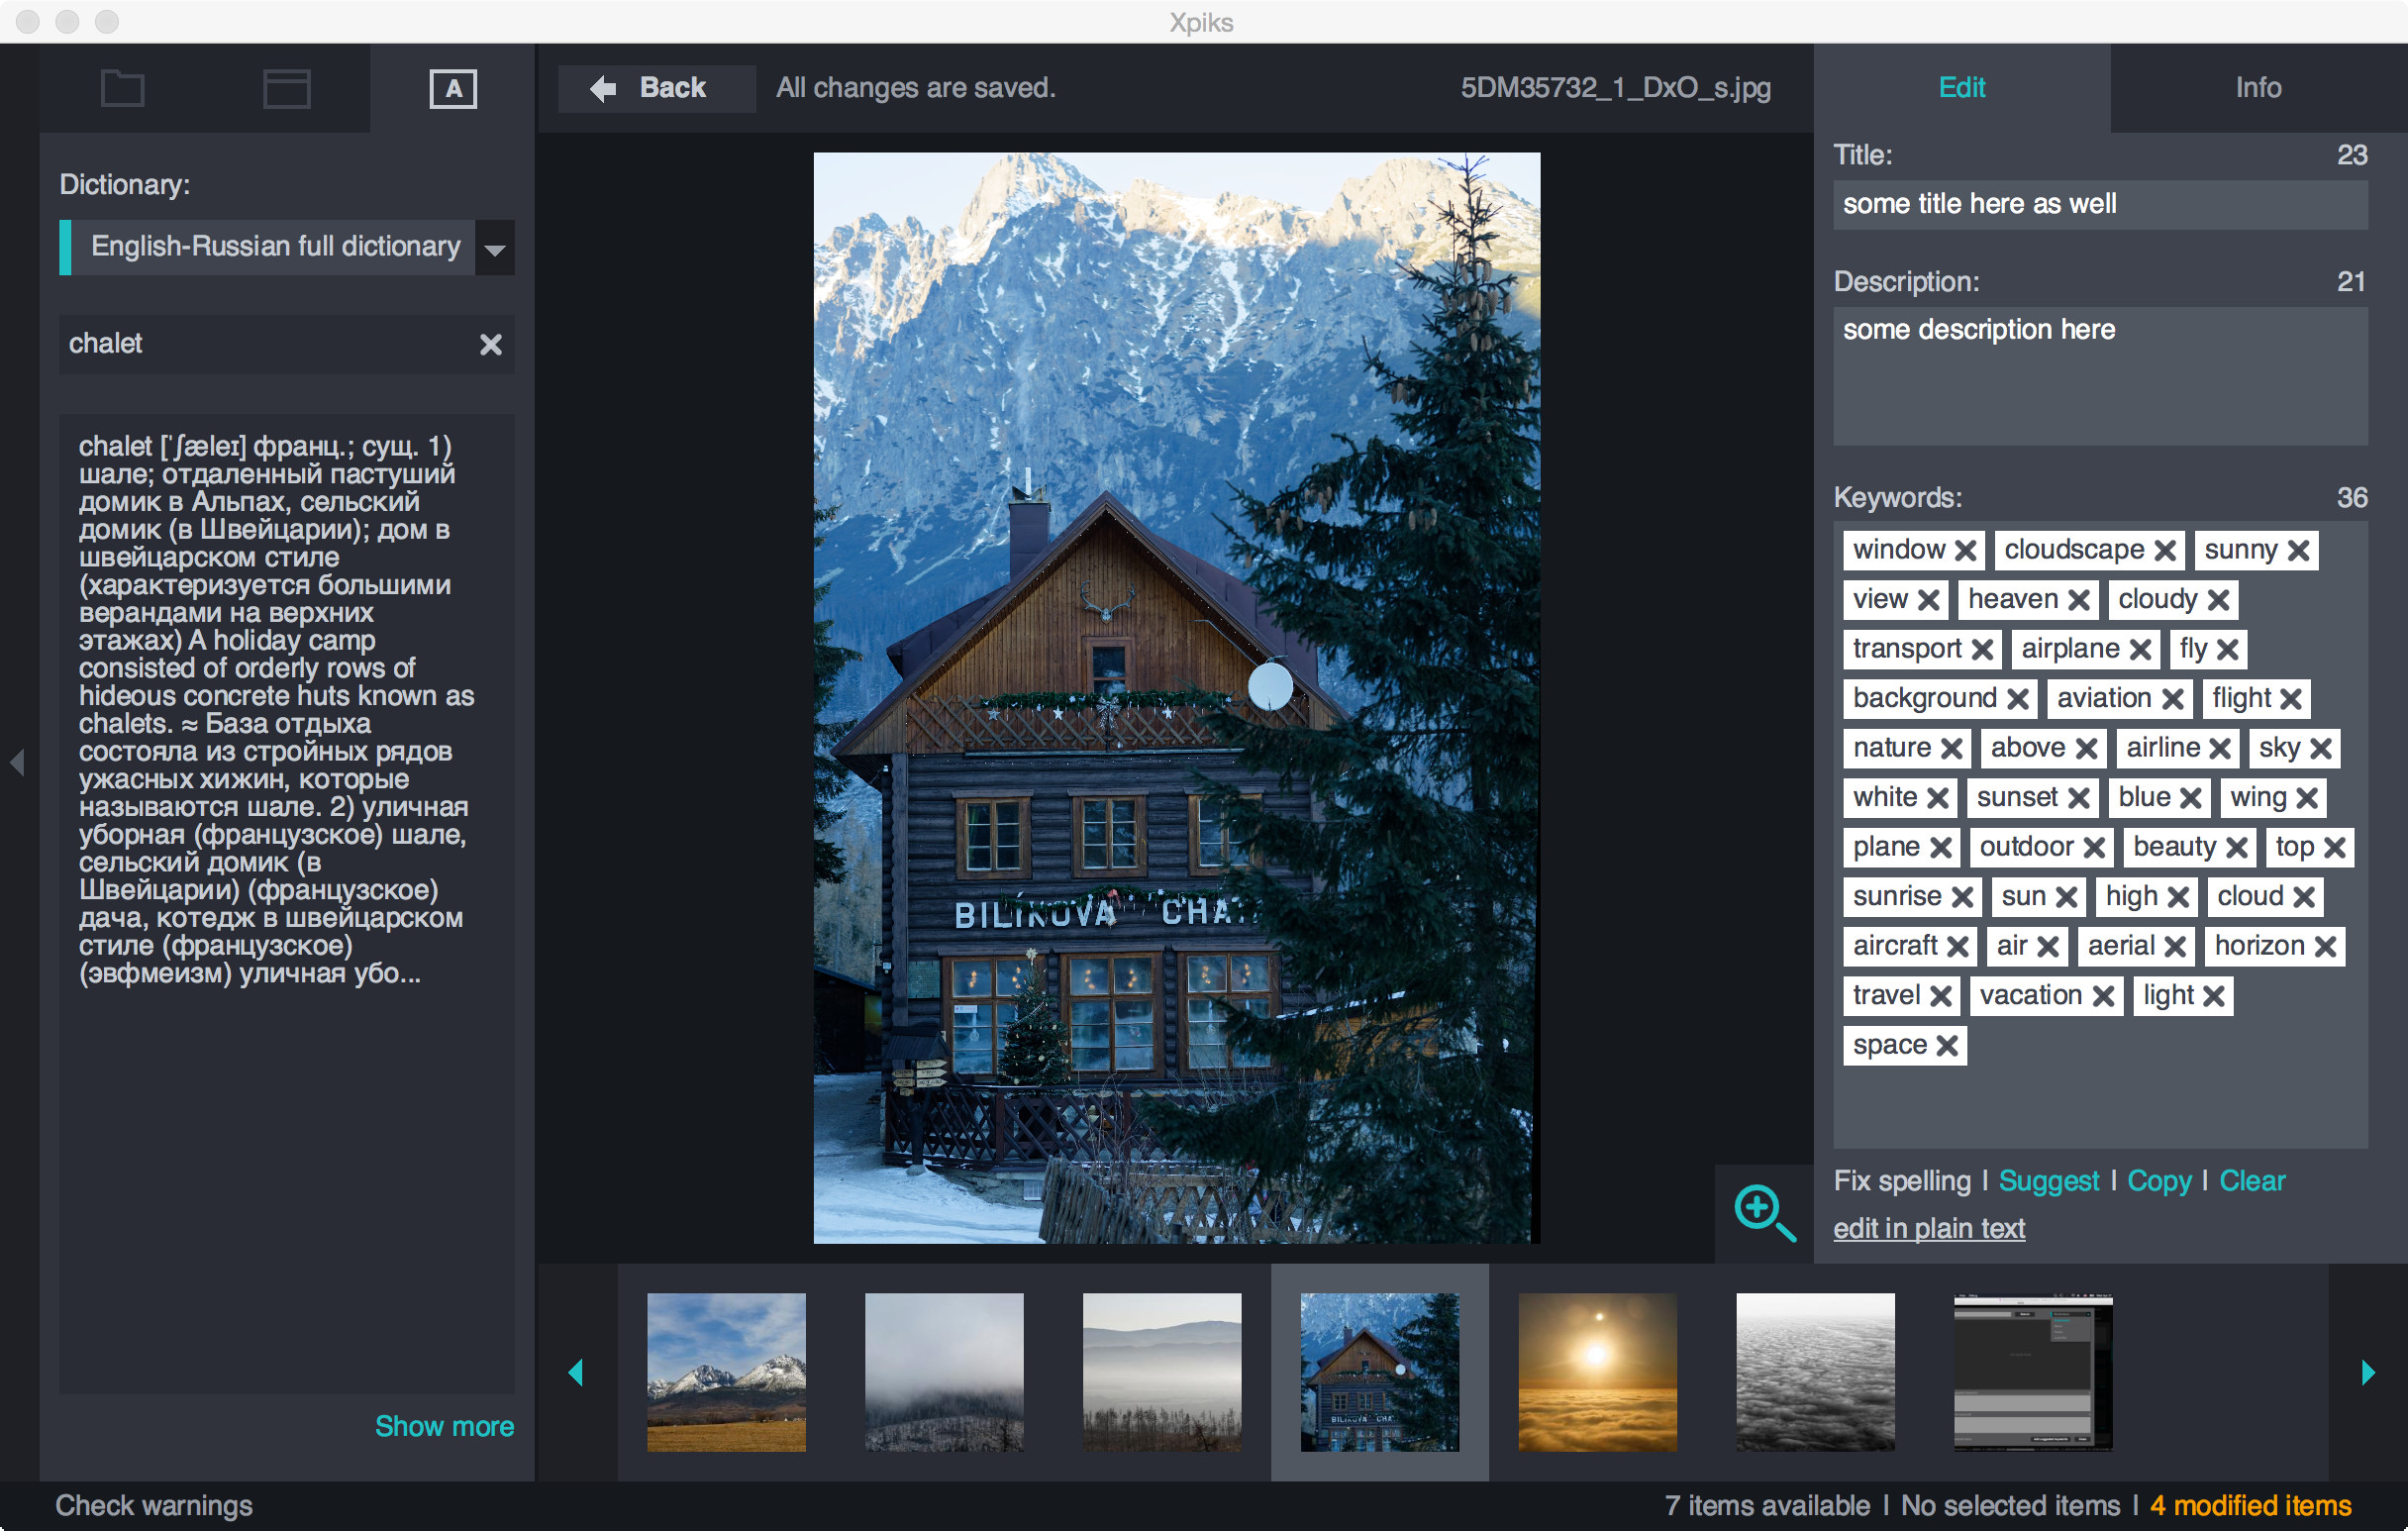 Xpiks
A
Back
All changes are saved.
5DM35732_1_DxO_s.jpg
Edit
Info
Dictionary:
English-Russian full dictionary
chalet
chalet ['ʃæleɪ] франц.; сущ. 1)
шале; отдаленный пастуший
домик в Альпах, сельский
домик (в Швейцарии); дом в
швейцарском стиле
(характеризуется большими
верандами на верхних
этажах) A holiday camp
consisted of orderly rows of
hideous concrete huts known as
chalets. ≈ База отдыха
состояла из стройных рядов
ужасных хижин, которые
называются шале. 2) уличная
уборная (французское) шале,
сельский домик (в
Швейцарии) (французское)
дача, котедж в швейцарском
стиле (французское)
(эвфмеизм) уличная убо...
Show more
BILÍKOVA CHAT
Title: 23
some title here as well
Description: 21
some description here
Keywords: 36
window cloudscape sunny
view heaven cloudy
transport airplane fly
background aviation flight
nature above airline sky
white sunset blue wing
plane outdoor beauty top
sunrise sun high cloud
aircraft air aerial horizon
travel vacation light
space
Fix spelling | Suggest | Copy | Clear
edit in plain text
Check warnings
7 items available | No selected items | 4 modified items